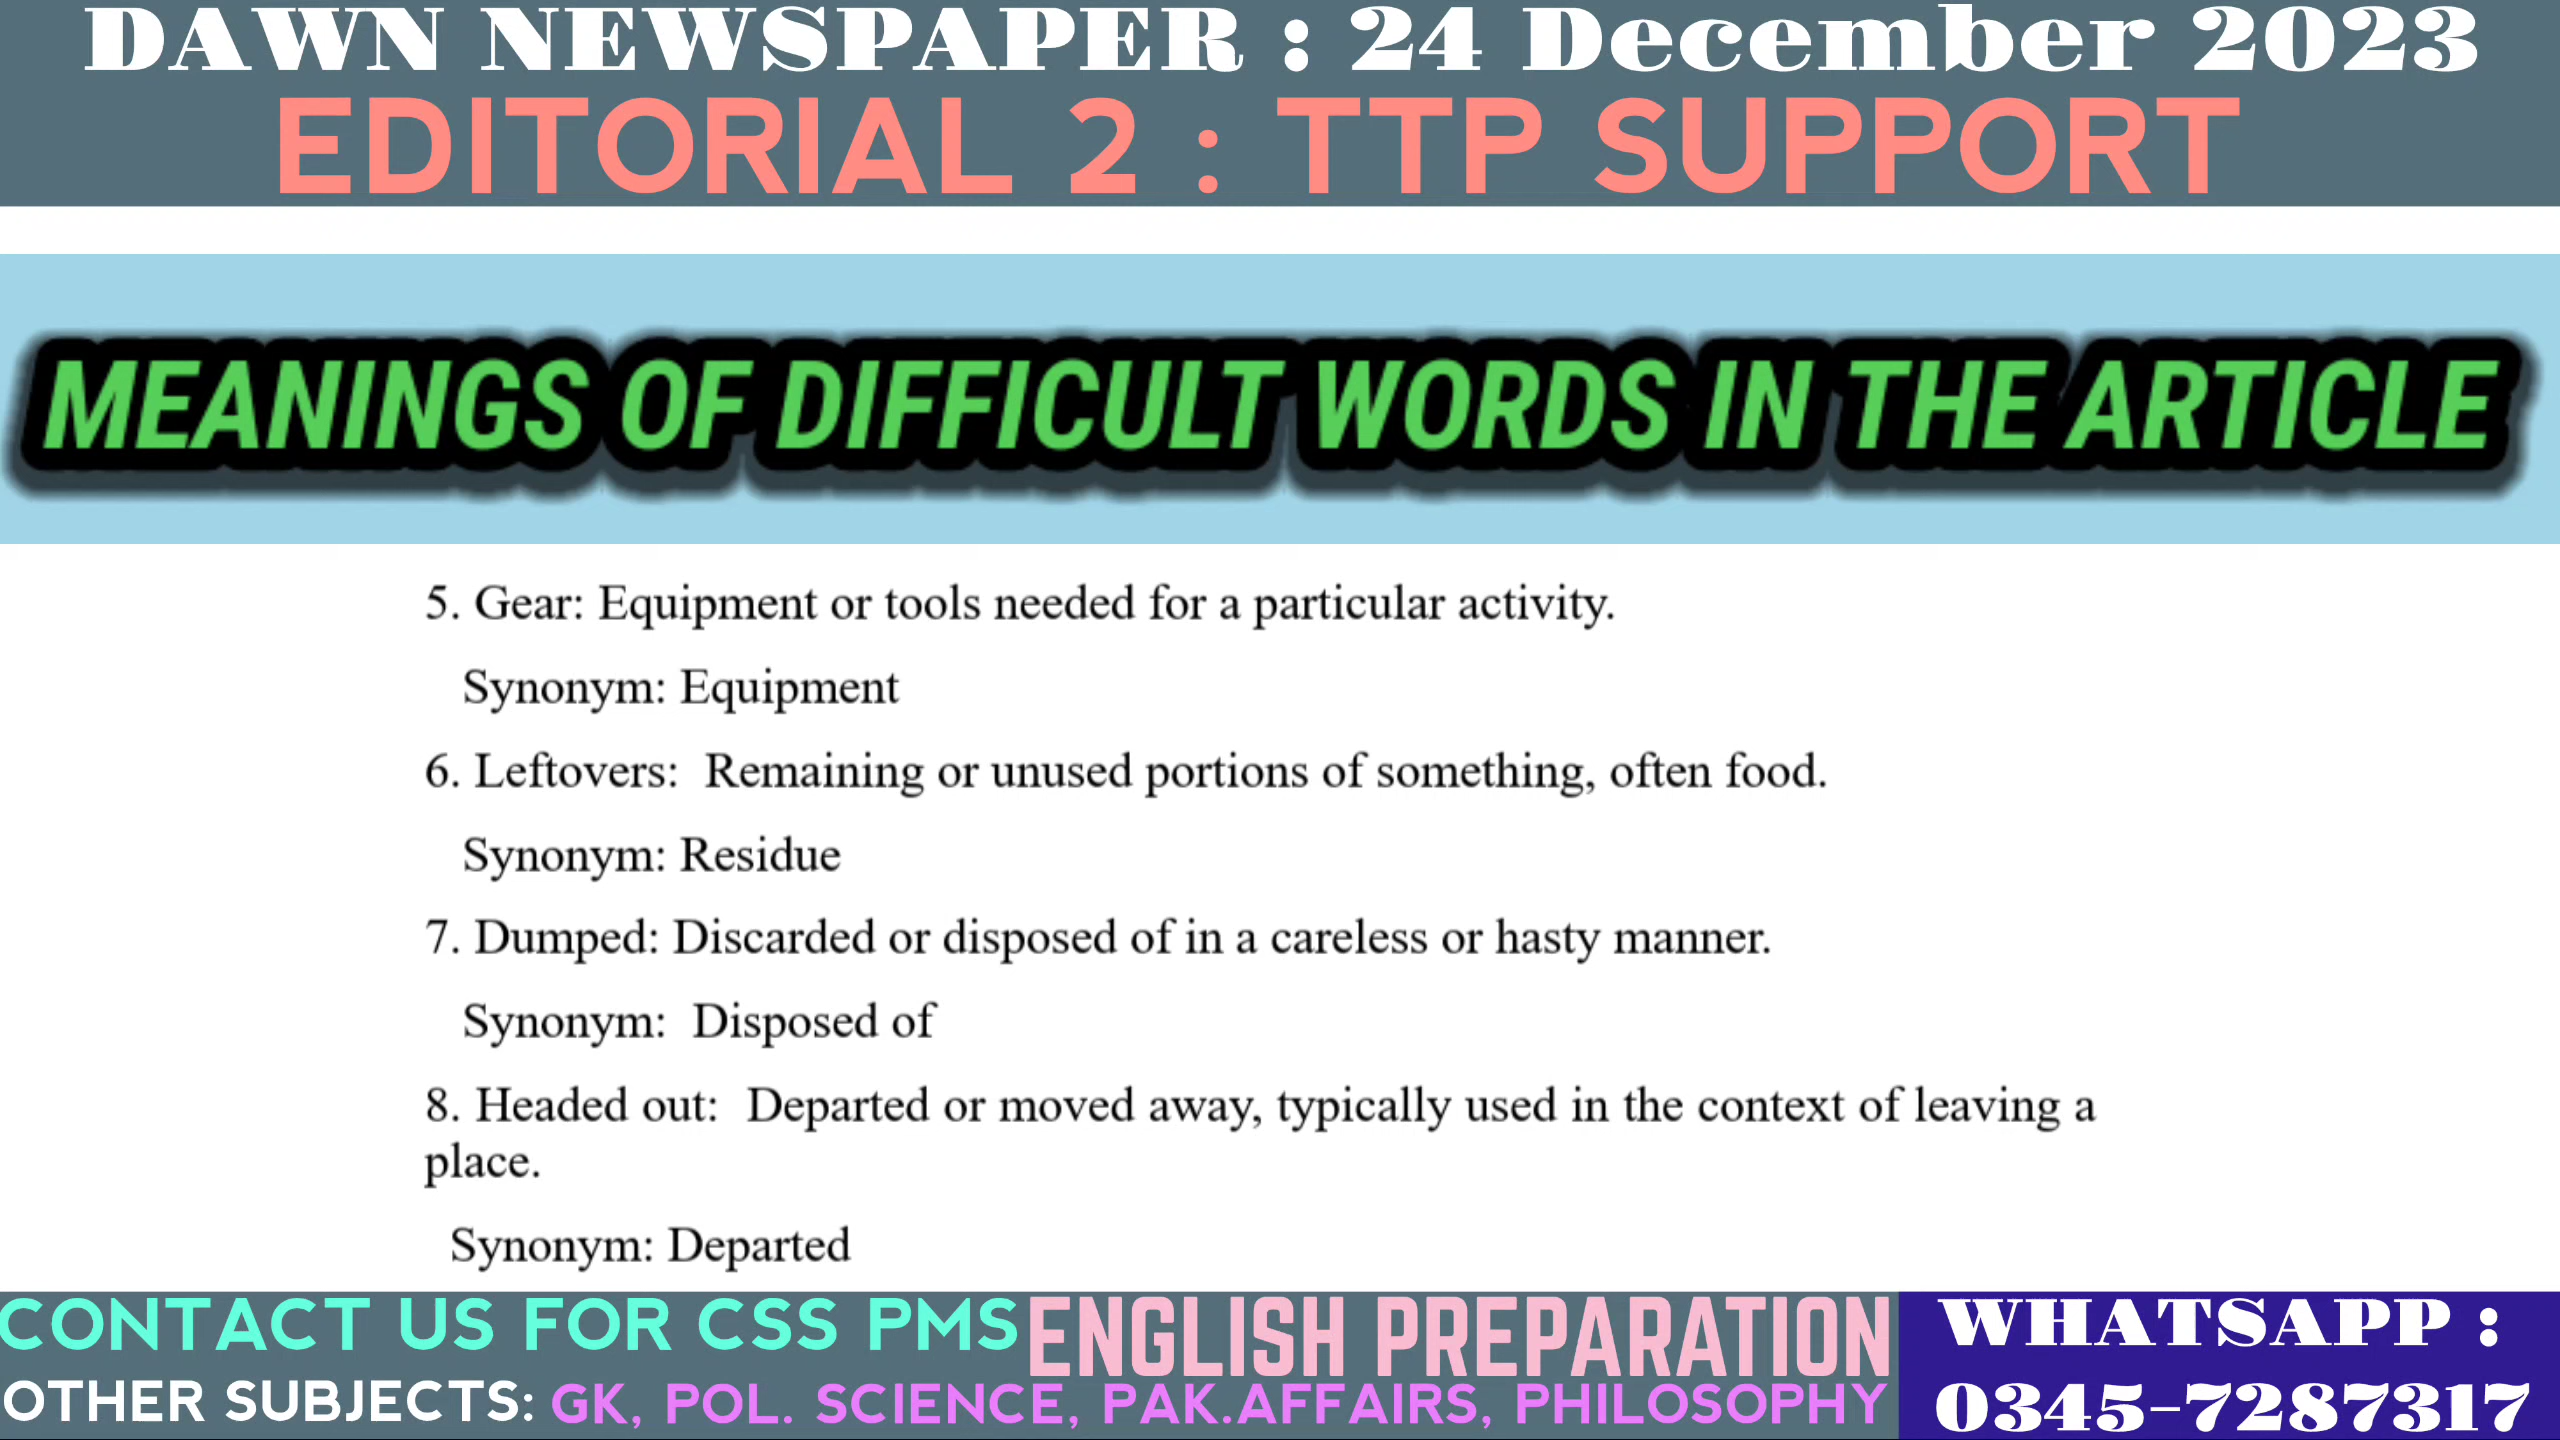 DAWN NEWSPAPER : 24 December 2023
EDITORIAL 2 : TTP SUPPORT
MEANINGS OF DIFFICULT WORDS IN THE ARTICLE
5. Gear: Equipment or tools needed for a particular activity.
Synonym: Equipment
6. Leftovers: Remaining or unused portions of something, often food.
Synonym: Residue
7. Dumped: Discarded or disposed of in a careless or hasty manner.
Synonym: Disposed of
8. Headed out: Departed or moved away, typically used in the context of leaving a
place.
Synonym: Departed
CONTACT US FOR CSS PMS ENGLISH PREPARATION
OTHER SUBJECTS: GK, POL. SCIENCE, PAK.AFFAIRS, PHILOSOPHY
WHATSAPP :
0345-7287317